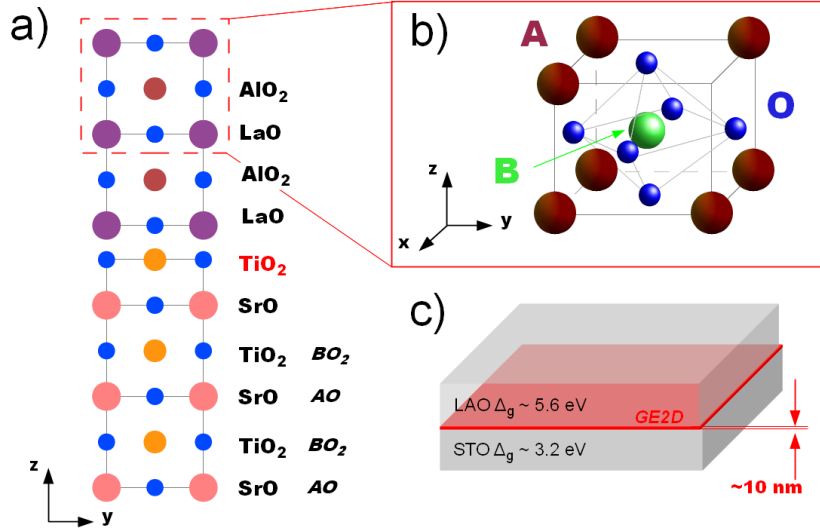 a)
AlO₂
LaO
AlO₂
LaO
TiO₂
SrO
TiO₂ BO₂
SrO AO
TiO₂ BO₂
SrO AO
z
y
b)
A
O
B
z
y
x
c)
LAO Δg ~ 5.6 eV
GE2D
STO Δg ~ 3.2 eV
~10 nm